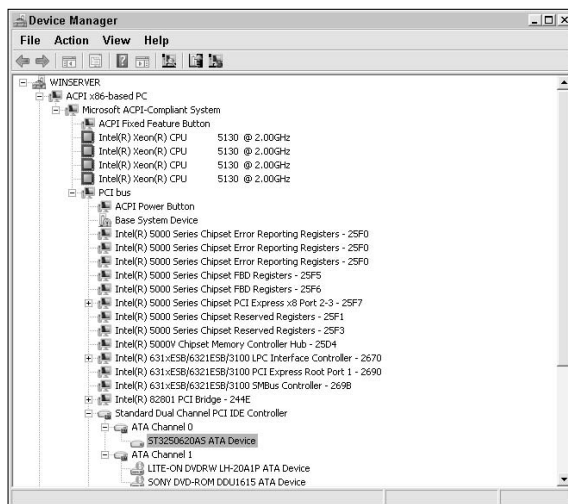 Device Manager
File Action View Help
WINSERVER
ACPI x86-based PC
Microsoft ACPI-Compliant System
ACPI Fixed Feature Button
Intel(R) Xeon(R) CPU 5130 @ 2.00GHz
Intel(R) Xeon(R) CPU 5130 @ 2.00GHz
Intel(R) Xeon(R) CPU 5130 @ 2.00GHz
Intel(R) Xeon(R) CPU 5130 @ 2.00GHz
PCI bus
ACPI Power Button
Base System Device
Intel(R) 5000 Series Chipset Error Reporting Registers - 25F0
Intel(R) 5000 Series Chipset Error Reporting Registers - 25F0
Intel(R) 5000 Series Chipset Error Reporting Registers - 25F0
Intel(R) 5000 Series Chipset FBD Registers - 25F5
Intel(R) 5000 Series Chipset FBD Registers - 25F6
Intel(R) 5000 Series Chipset PCI Express x8 Port 2-3 - 25F7
Intel(R) 5000 Series Chipset Reserved Registers - 25F1
Intel(R) 5000 Series Chipset Reserved Registers - 25F3
Intel(R) 5000V Chipset Memory Controller Hub - 25D4
Intel(R) 631xESB/6321ESB/3100 LPC Interface Controller - 2670
Intel(R) 631xESB/6321ESB/3100 PCI Express Root Port 1 - 2690
Intel(R) 631xESB/6321ESB/3100 SMBus Controller - 269B
Intel(R) 82801 PCI Bridge - 244E
Standard Dual Channel PCI IDE Controller
ATA Channel 0
ST3250620AS ATA Device
ATA Channel 1
LITE-ON DVDRW LH-20A1P ATA Device
SONY DVD-ROM DDU1615 ATA Device